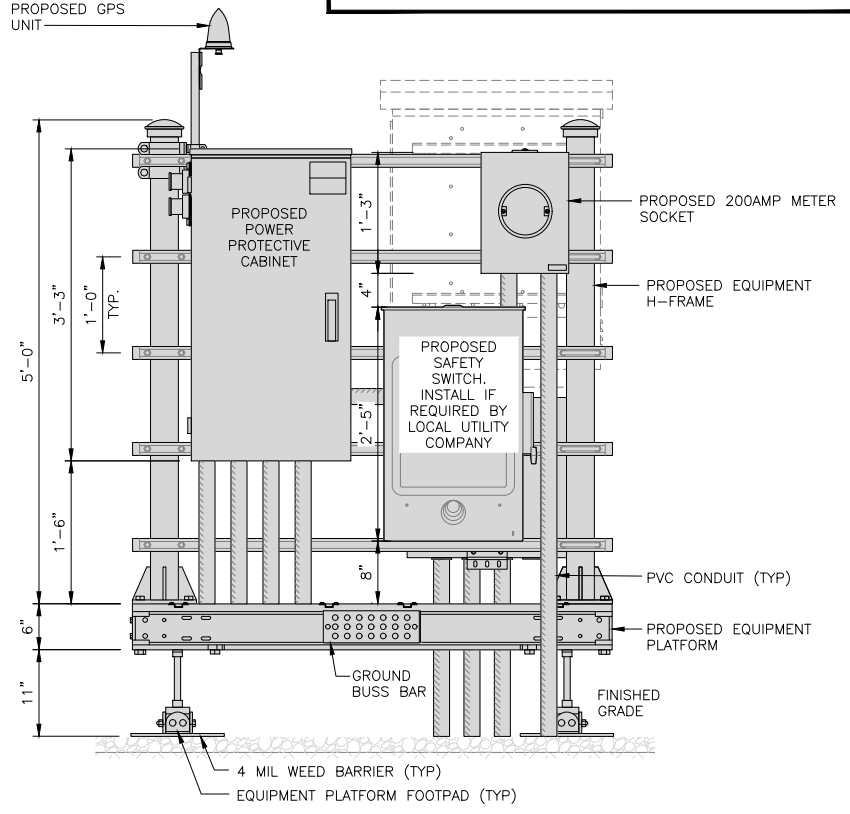 PROPOSED GPS
UNIT
PROPOSED
POWER
PROTECTIVE
CABINET
1'-3"
PROPOSED 200AMP METER
SOCKET
PROPOSED EQUIPMENT
H-FRAME
4"
1'-0"
TYP.
3'-3"
5'-0"
PROPOSED
SAFETY
SWITCH.
INSTALL IF
REQUIRED BY
LOCAL UTILITY
COMPANY
2'-5"
1'-6"
8"
PVC CONDUIT (TYP)
6"
PROPOSED EQUIPMENT
PLATFORM
GROUND
BUSS BAR
11"
FINISHED
GRADE
4 MIL WEED BARRIER (TYP)
EQUIPMENT PLATFORM FOOTPAD (TYP)